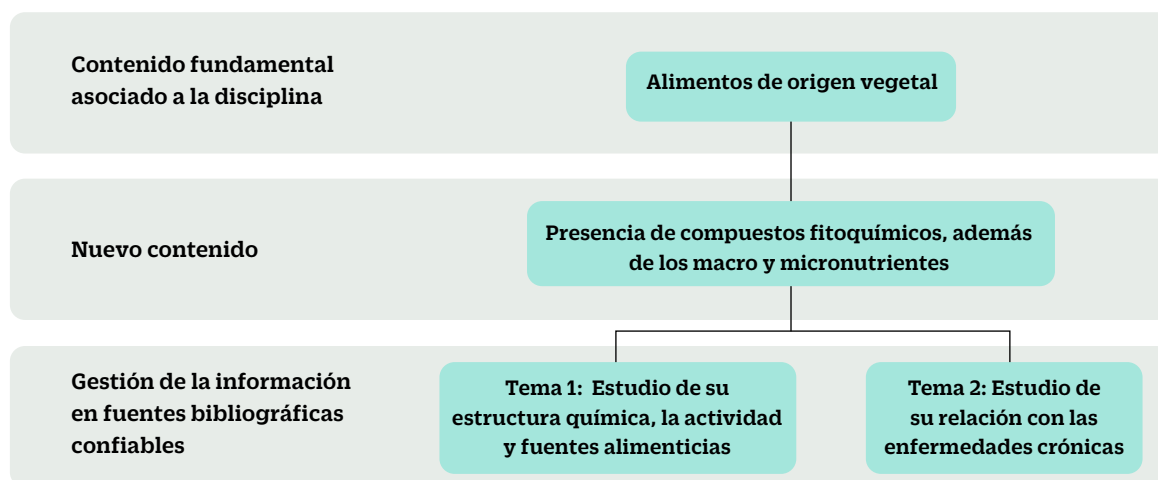 Contenido fundamental
asociado a la disciplina
Alimentos de origen vegetal
Nuevo contenido
Presencia de compuestos fitoquímicos, además
de los macro y micronutrientes
Gestión de la información
en fuentes bibliográficas
confiables
Tema 1: Estudio de su
estructura química, la actividad
y fuentes alimenticias
Tema 2: Estudio de
su relación con las
enfermedades crónicas